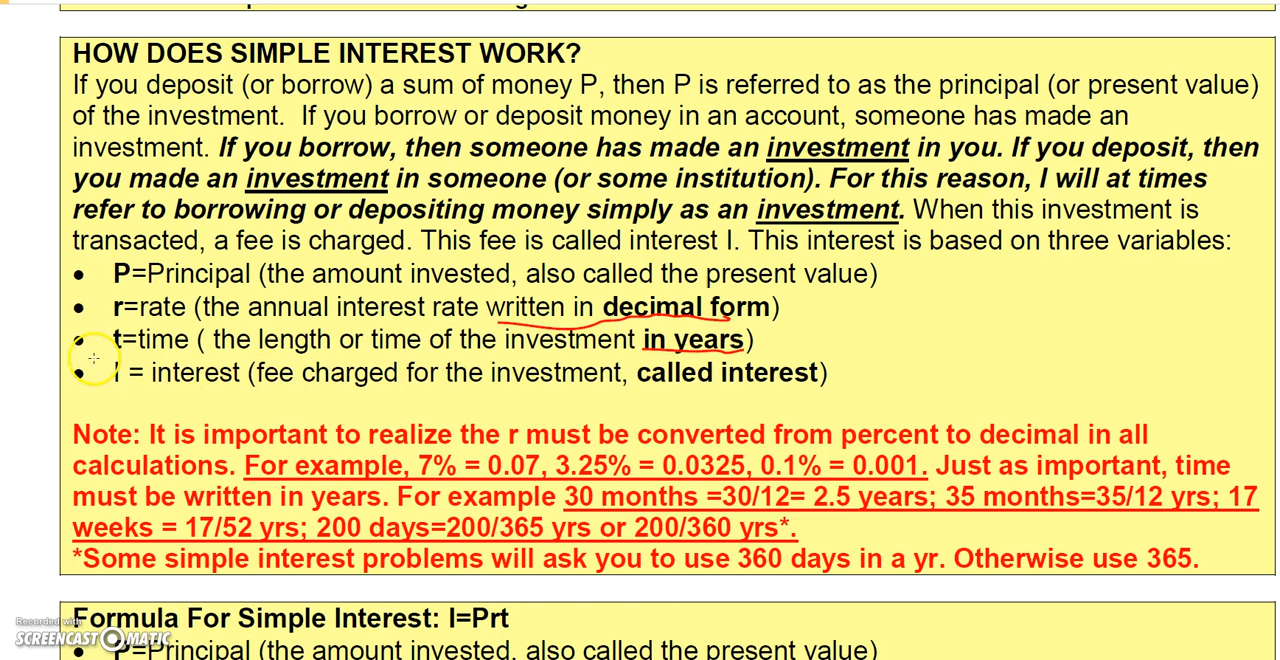 HOW DOES SIMPLE INTEREST WORK?
If you deposit (or borrow) a sum of money P, then P is referred to as the principal (or present value)
of the investment. If you borrow or deposit money in an account, someone has made an
investment. If you borrow, then someone has made an investment in you. If you deposit, then
you made an investment in someone (or some institution). For this reason, I will at times
refer to borrowing or depositing money simply as an investment. When this investment is
transacted, a fee is charged. This fee is called interest I. This interest is based on three variables:
• P=Principal (the amount invested, also called the present value)
• r=rate (the annual interest rate written in decimal form)
• t=time ( the length or time of the investment in years)
• I = interest (fee charged for the investment, called interest)
Note: It is important to realize the r must be converted from percent to decimal in all
calculations. For example, 7% = 0.07, 3.25% = 0.0325, 0.1% = 0.001. Just as important, time
must be written in years. For example 30 months =30/12= 2.5 years; 35 months=35/12 yrs; 17
weeks = 17/52 yrs; 200 days=200/365 yrs or 200/360 yrs*.
*Some simple interest problems will ask you to use 360 days in a yr. Otherwise use 365.
Formula For Simple Interest: I=Prt
Recorded with
SCREENCAST-O-MATIC
• P=Principal (the amount invested, also called the present value)